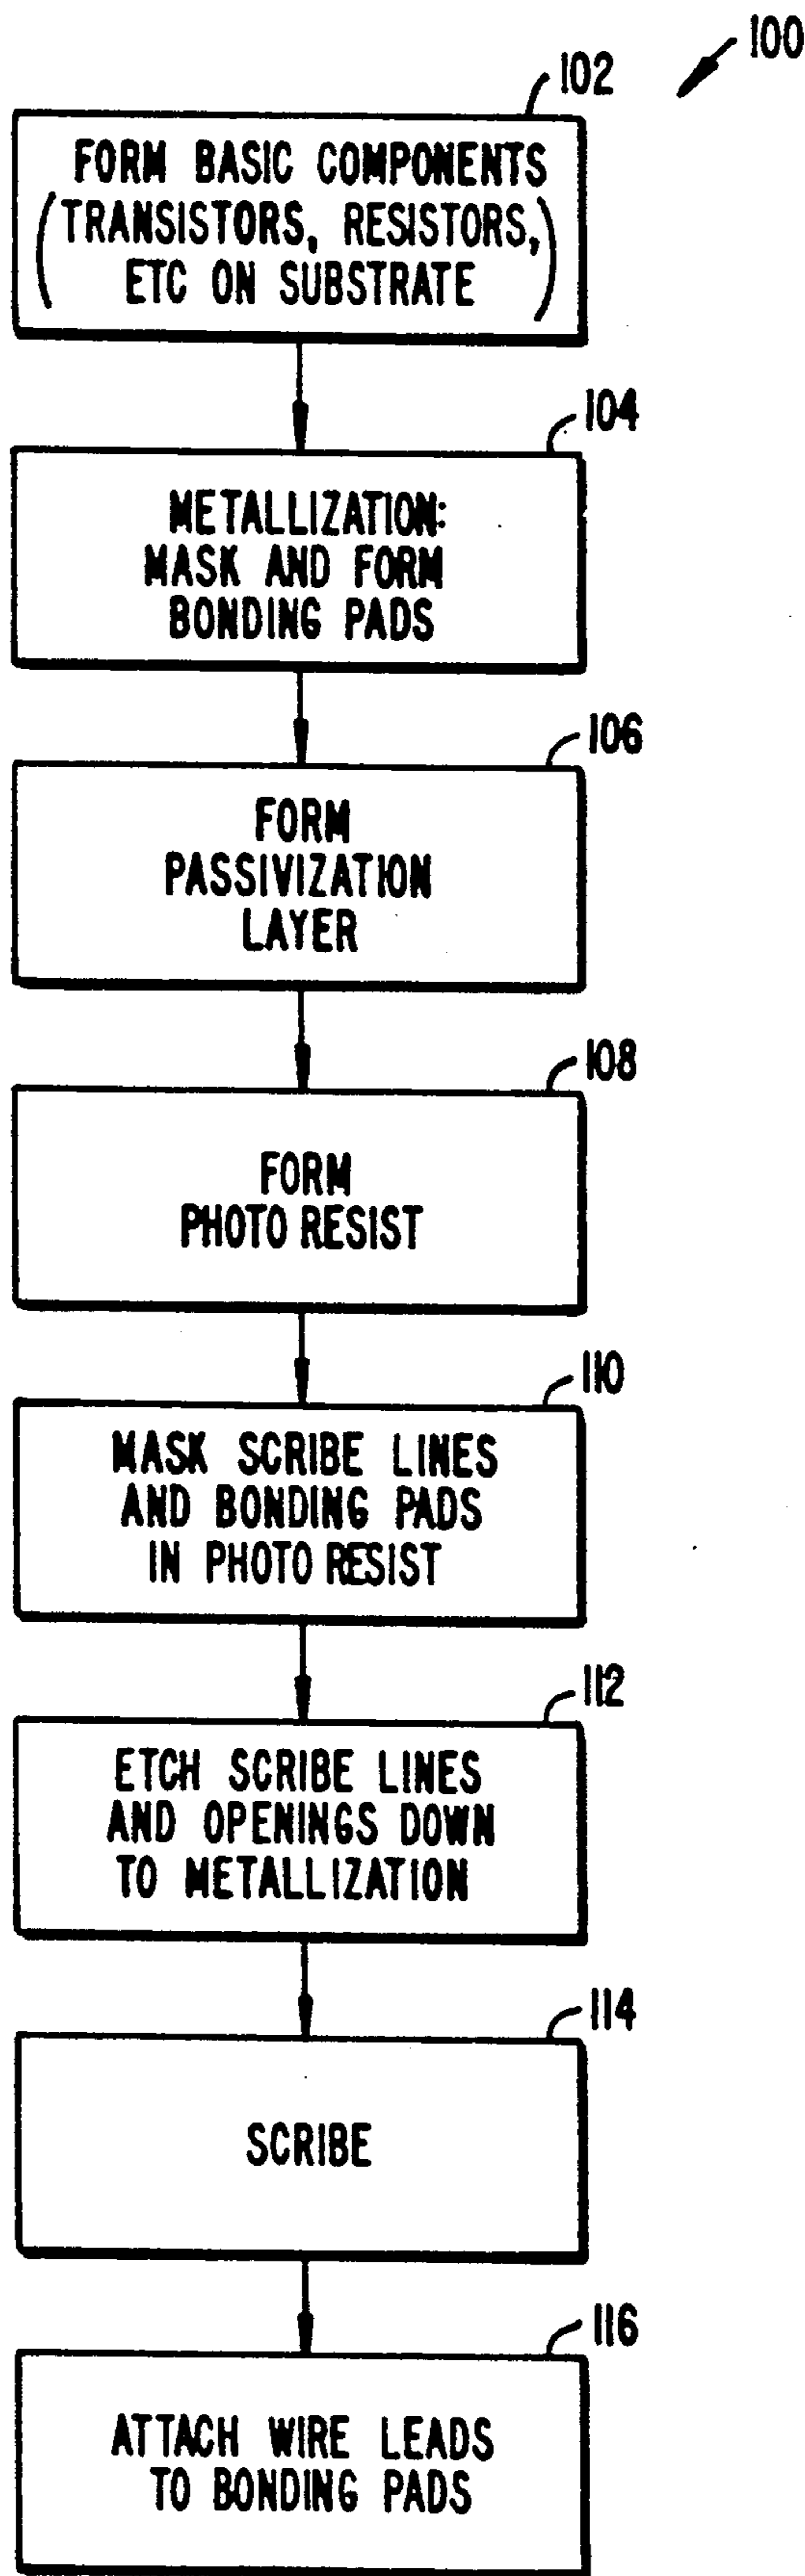 100
102
FORM BASIC COMPONENTS
(TRANSISTORS, RESISTORS,
ETC ON SUBSTRATE)
104
METALLIZATION:
MASK AND FORM
BONDING PADS
106
FORM
PASSIVIZATION
LAYER
108
FORM
PHOTO RESIST
110
MASK SCRIBE LINES
AND BONDING PADS
IN PHOTO RESIST
112
ETCH SCRIBE LINES
AND OPENINGS DOWN
TO METALLIZATION
114
SCRIBE
116
ATTACH WIRE LEADS
TO BONDING PADS